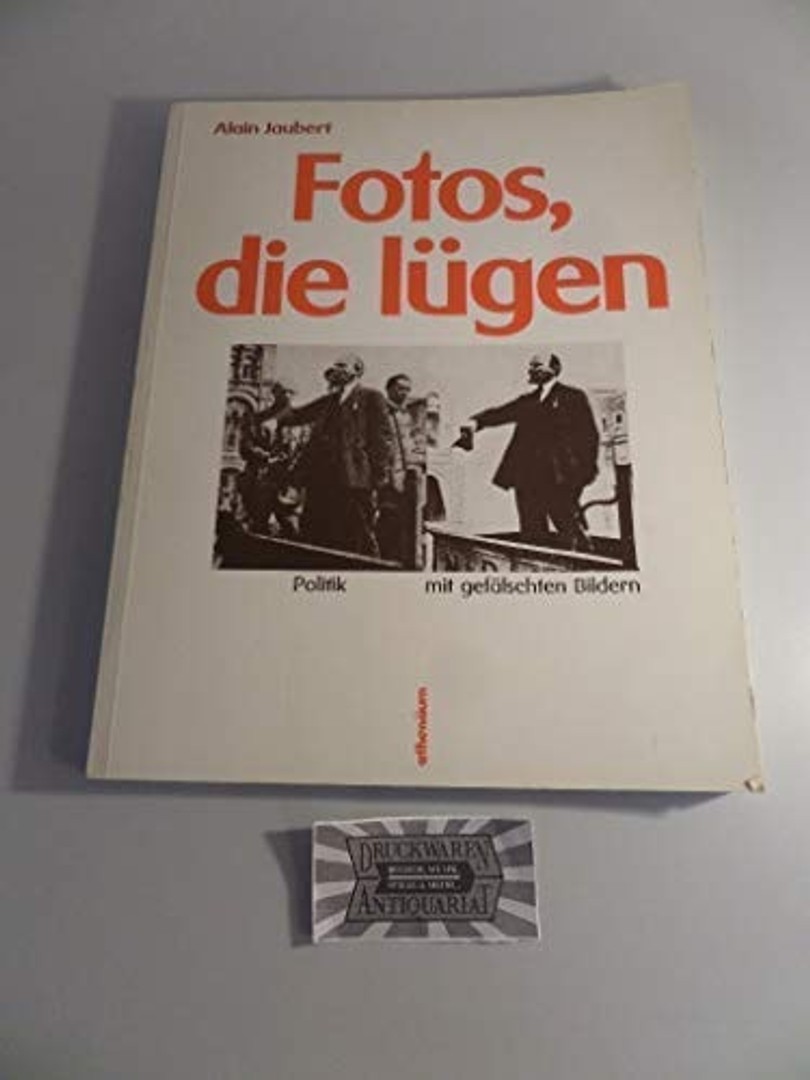 Alain Jaubert
Fotos,
die lügen
Politik mit gefälschten Bildern
athenäum
DRUCKWAREN
ANTIQUARIAT